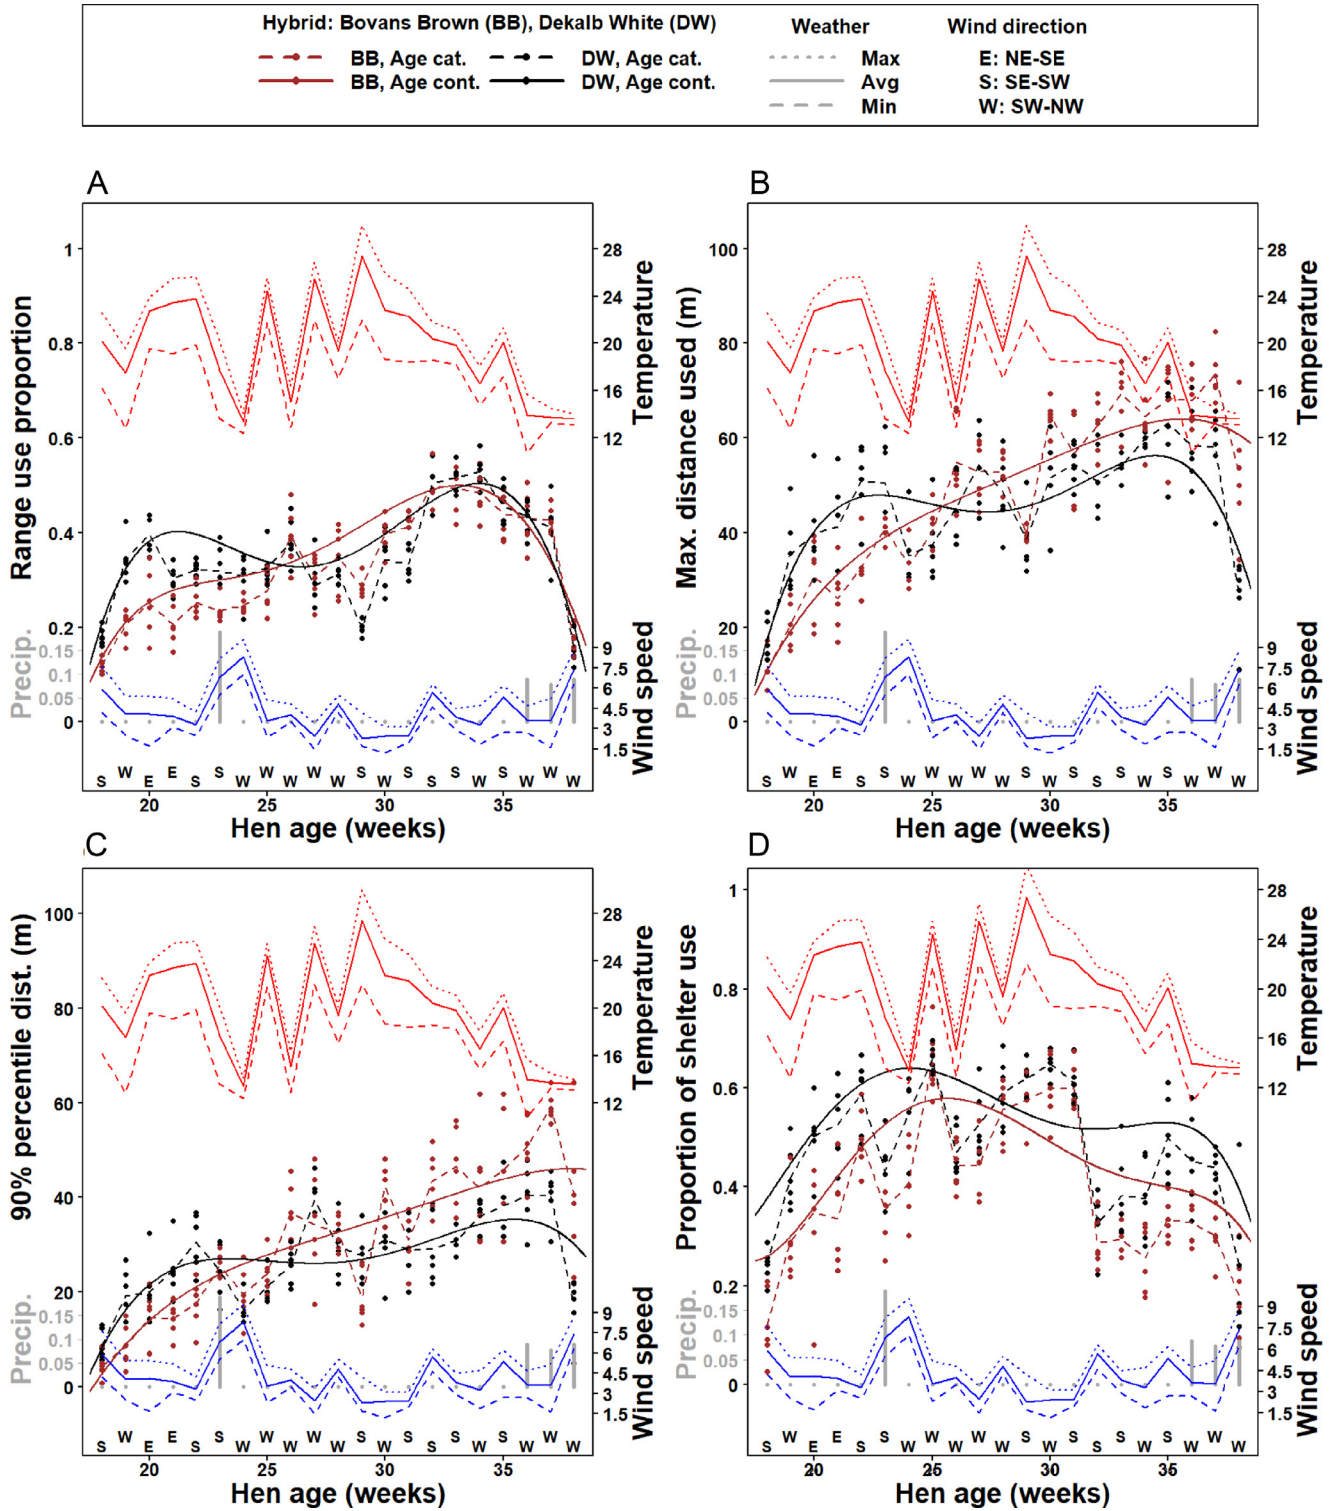 Hybrid: Bovans Brown (BB), Dekalb White (DW) Weather Wind direction
BB, Age cat. DW, Age cat. Max E: NE-SE
BB, Age cont. DW, Age cont. Avg S: SE-SW
Min W: SW-NW
A
Range use proportion
1
0.8
0.6
0.4
0.2
0
Precip.
0.15
0.1
0.05
28
24
20
16
12
Temperature
9
7.5
6
4.5
3
1.5
Wind speed
S W E E S S W W W W W S W S S S W S W W W
20 25 30 35
Hen age (weeks)
B
Max. distance used (m)
100
80
60
40
20
0
Precip.
0.15
0.1
0.05
28
24
20
16
12
Temperature
9
7.5
6
4.5
3
1.5
Wind speed
S W E E S S W W W W W S W S S S W S W W W
20 25 30 35
Hen age (weeks)
C
90% percentile dist. (m)
100
80
60
40
20
0
Precip.
0.15
0.1
0.05
28
24
20
16
12
Temperature
9
7.5
6
4.5
3
1.5
Wind speed
S W E E S S W W W W W S W S S S W S W W W
20 25 30 35
Hen age (weeks)
D
Proportion of shelter use
1
0.8
0.6
0.4
0.2
0
Precip.
0.15
0.1
0.05
28
24
20
16
12
Temperature
9
7.5
6
4.5
3
1.5
Wind speed
S W E E S S W W W W W S W S S S W S W W W
20 25 30 35
Hen age (weeks)